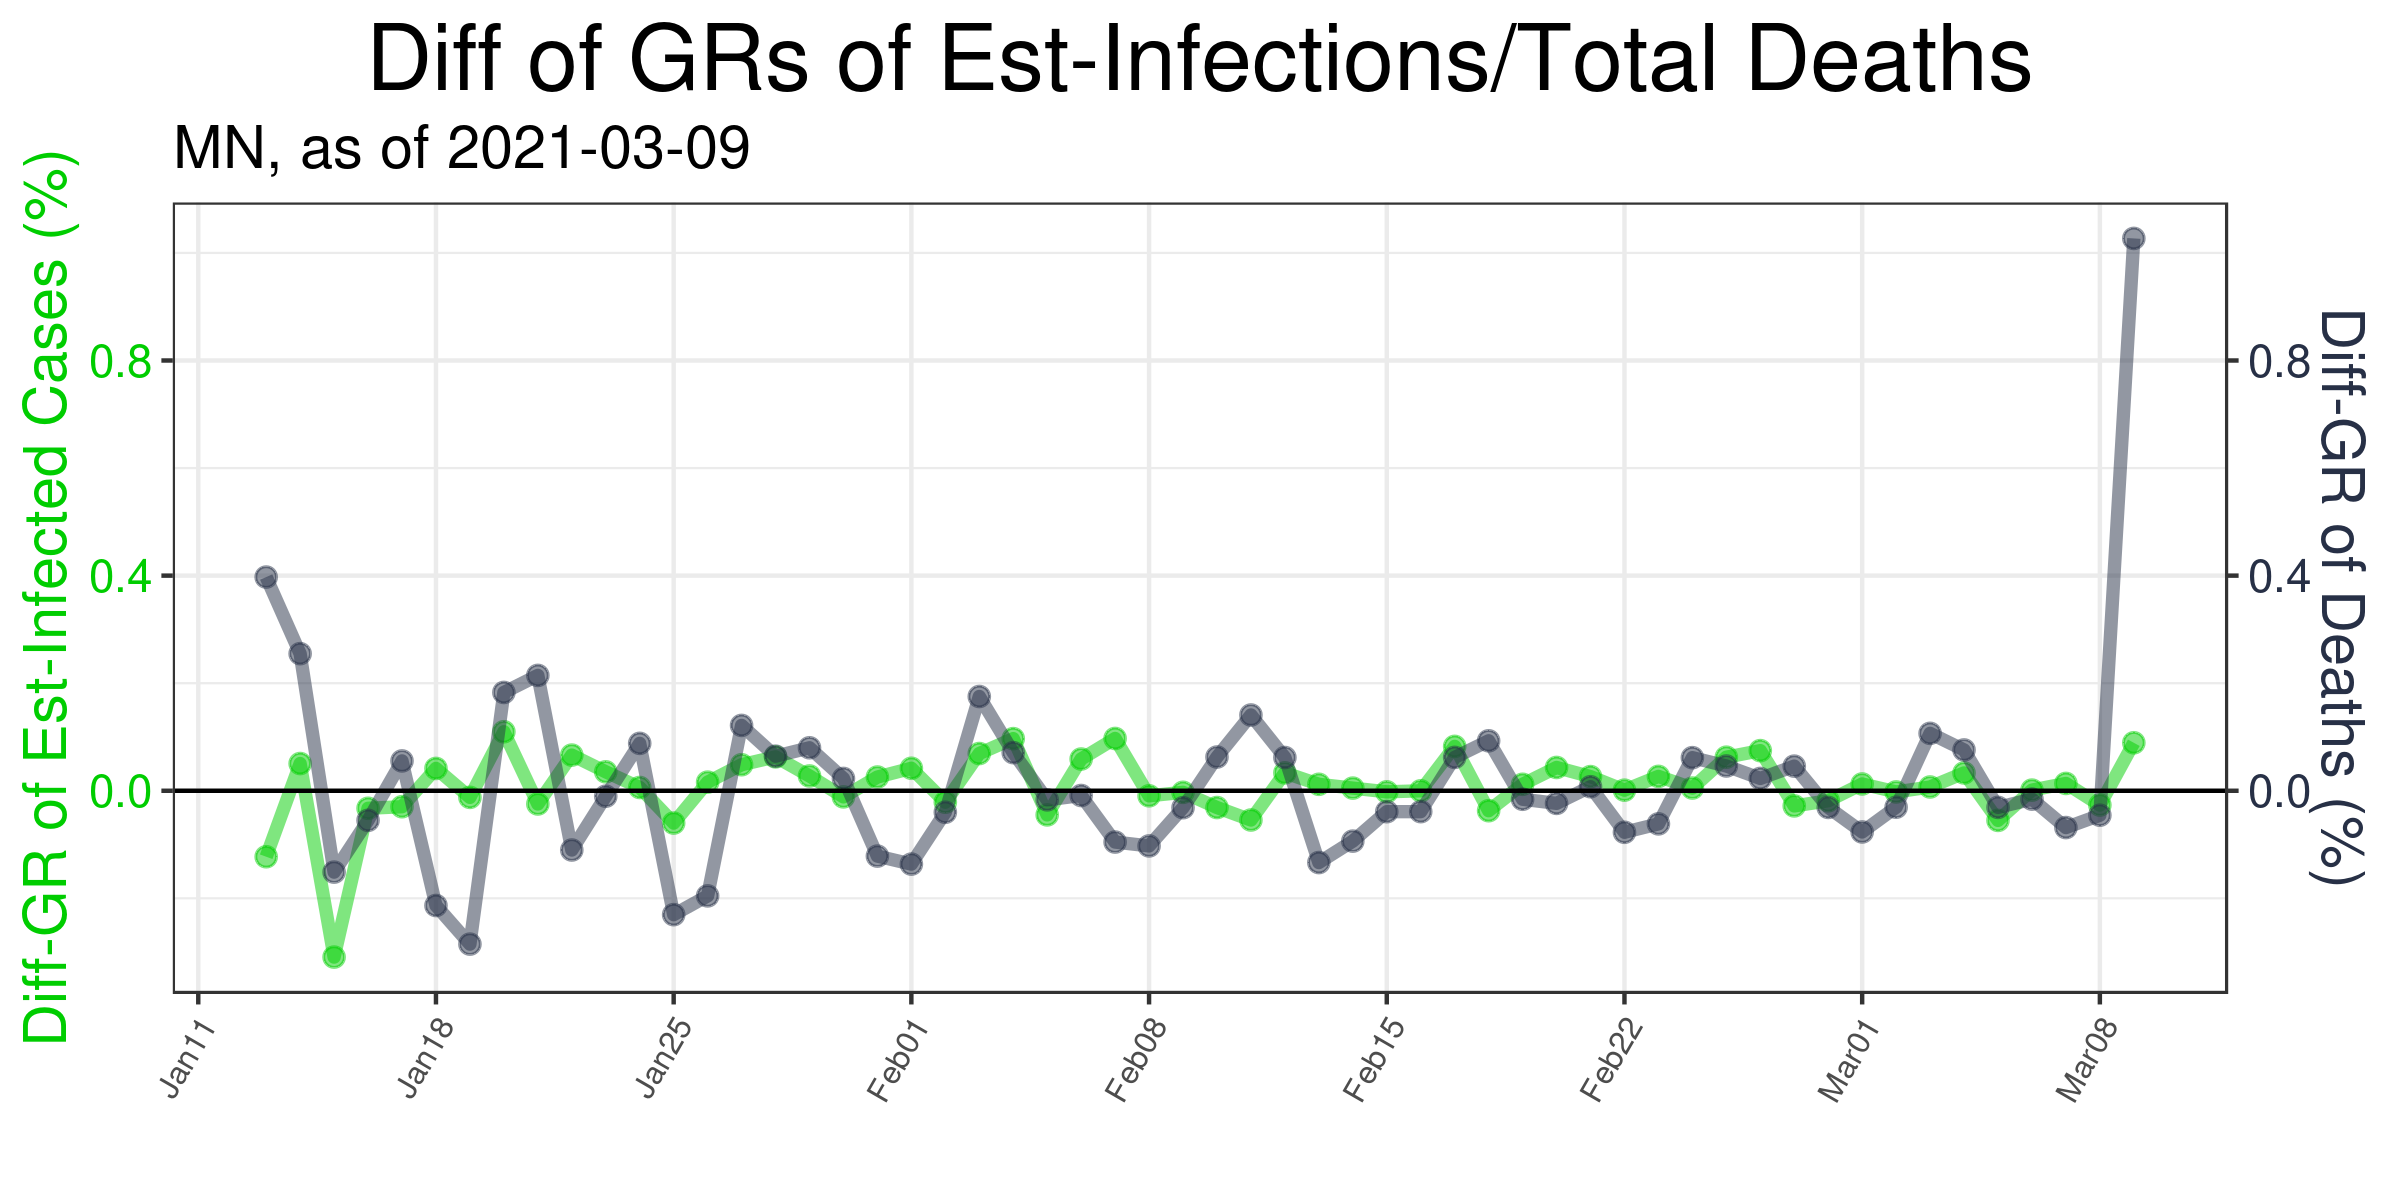 Diff of GRs of Est-Infections/Total Deaths
MN, as of 2021-03-09
Diff-GR of Est-Infected Cases (%)
0.8
0.4
0.0
0.8
0.4
0.0
Diff-GR of Deaths (%)
Jan11
Jan18
Jan25
Feb01
Feb08
Feb15
Feb22
Mar01
Mar08